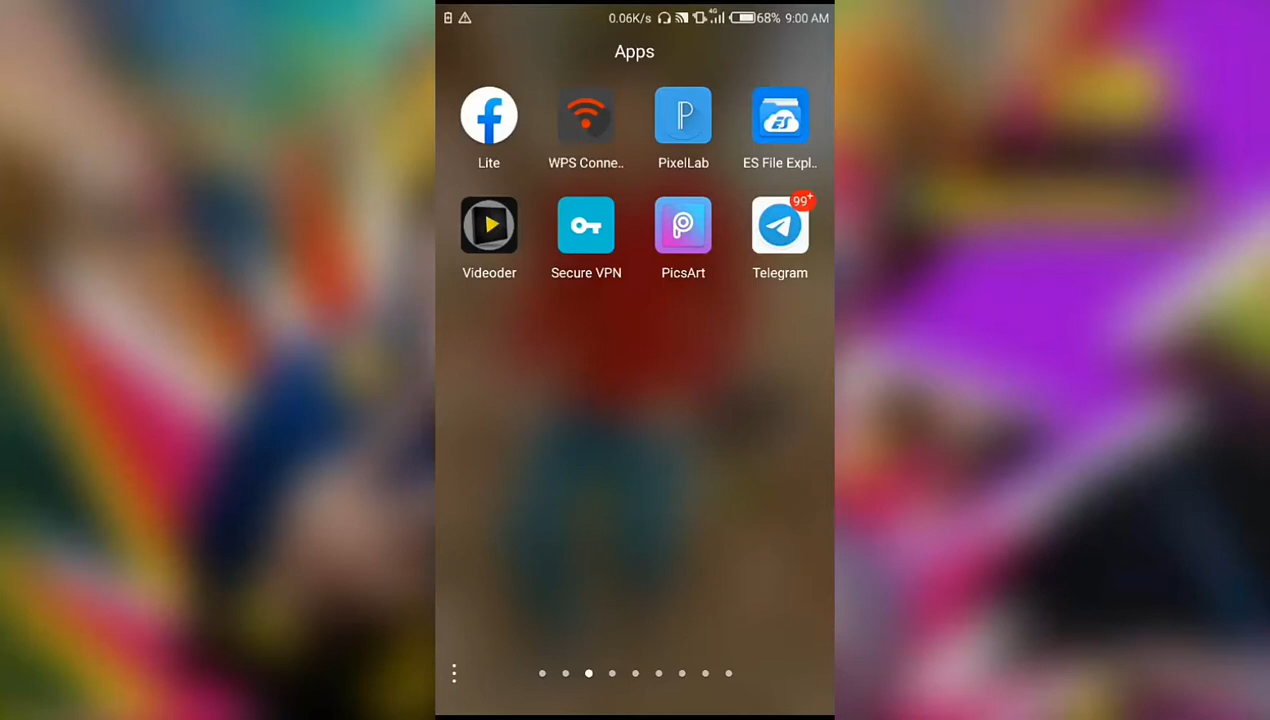 0.06K/s 4G 68% 9:00 AM
Apps
Lite WPS Conne.. PixelLab ES File Expl..
99+
Videoder Secure VPN PicsArt Telegram